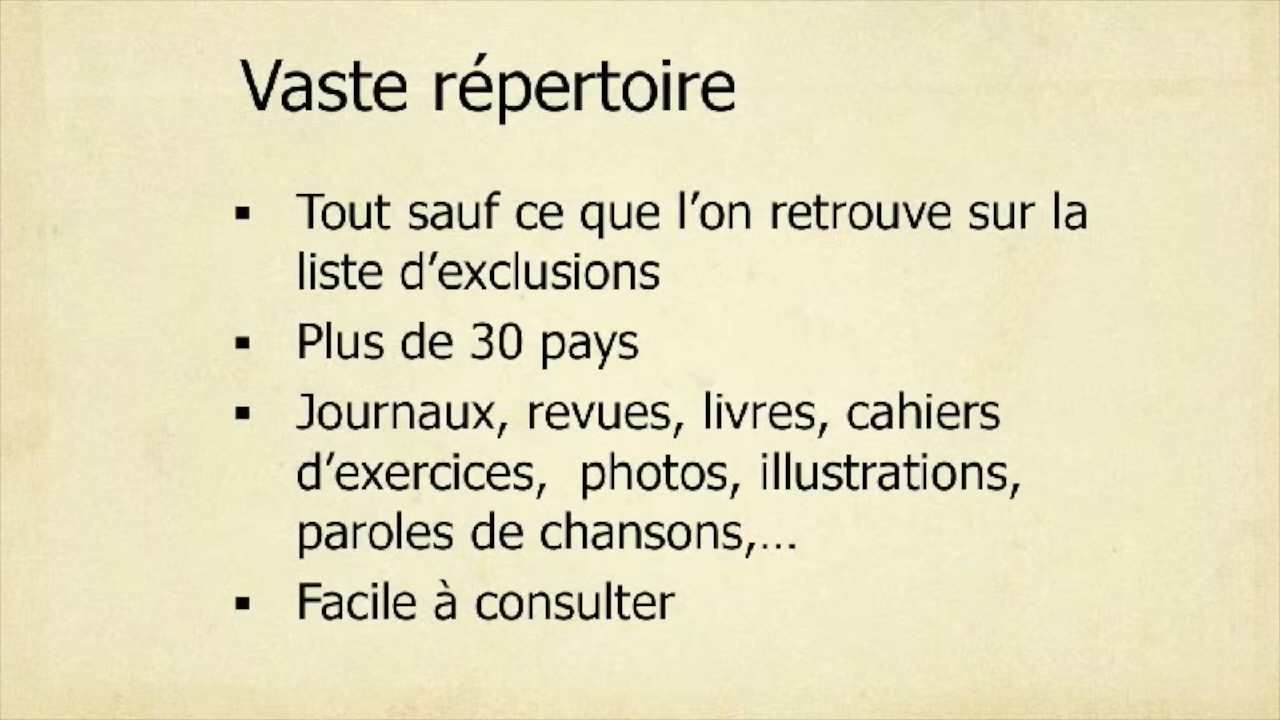 Vaste répertoire
▪ Tout sauf ce que l’on retrouve sur la
liste d’exclusions
▪ Plus de 30 pays
▪ Journaux, revues, livres, cahiers
d’exercices,  photos, illustrations,
paroles de chansons,…
▪ Facile à consulter